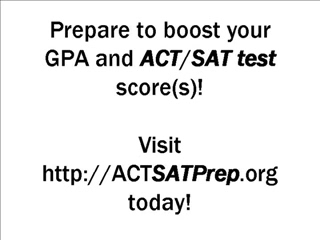 Prepare to boost your
GPA and ACT/SAT test
score(s)!
Visit
http://ACTSATPrep.org
today!